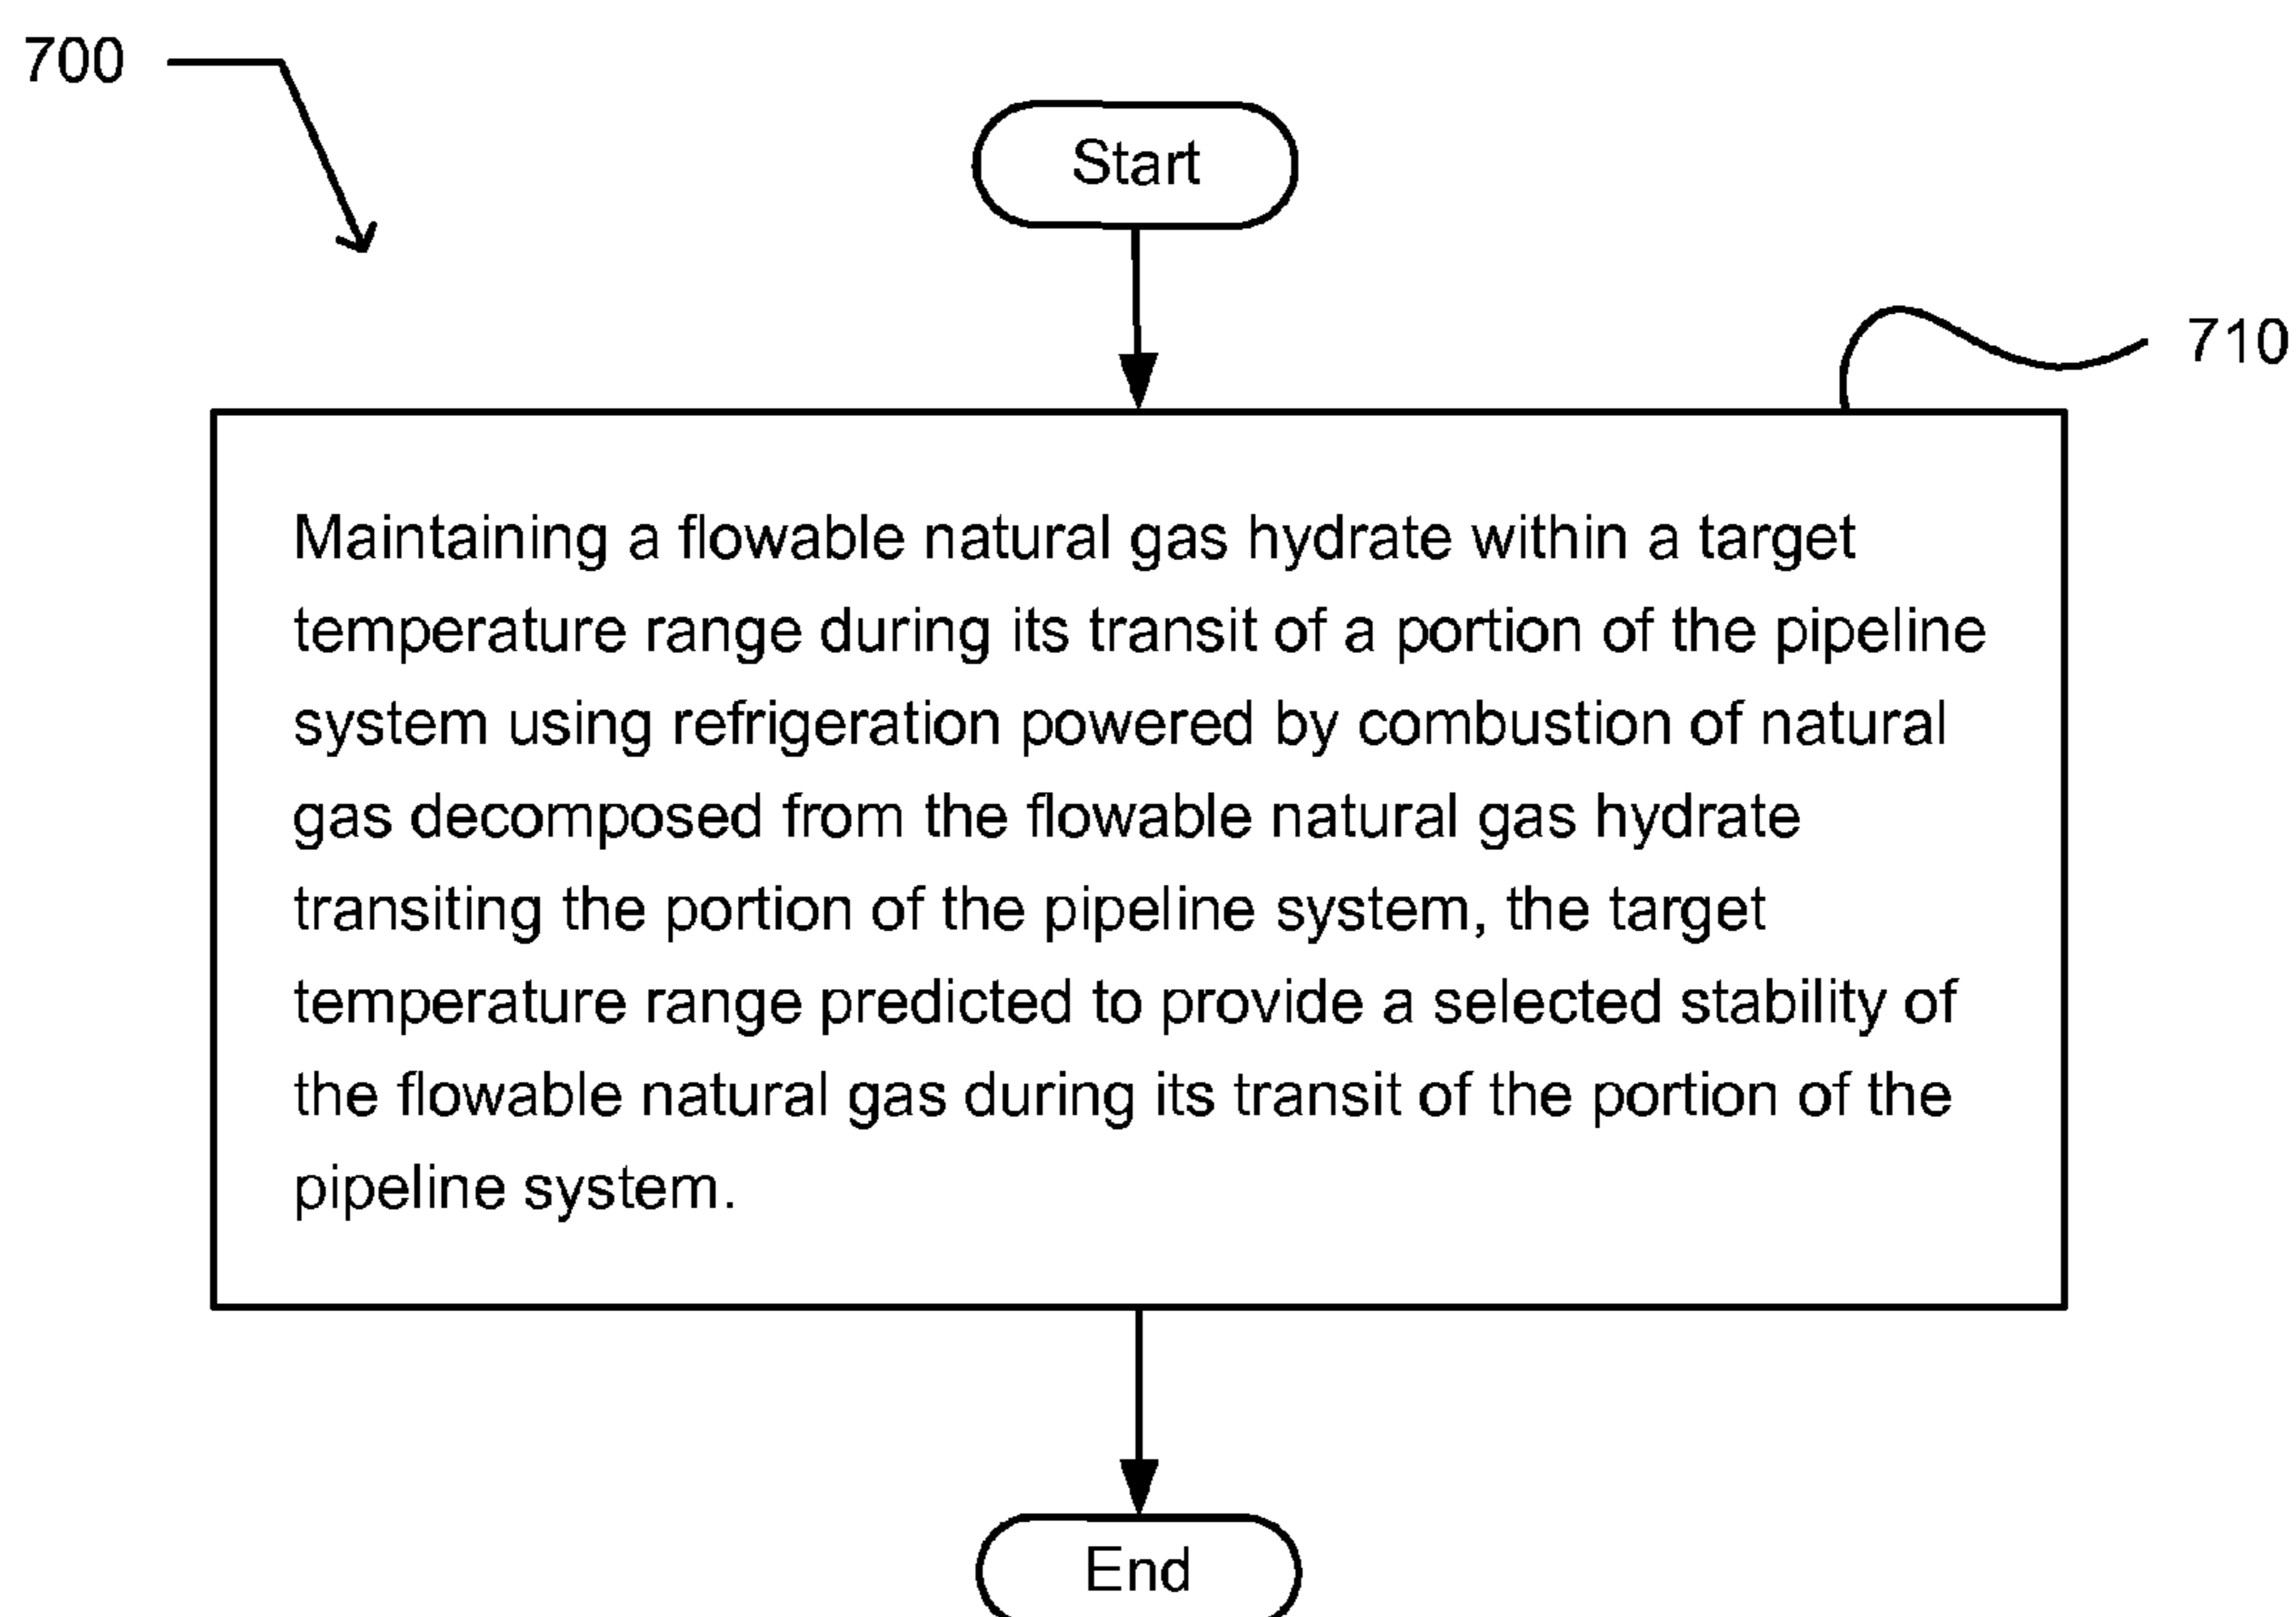 700
Start
710
Maintaining a flowable natural gas hydrate within a target
temperature range during its transit of a portion of the pipeline
system using refrigeration powered by combustion of natural
gas decomposed from the flowable natural gas hydrate
transiting the portion of the pipeline system, the target
temperature range predicted to provide a selected stability of
the flowable natural gas during its transit of the portion of the
pipeline system.
End